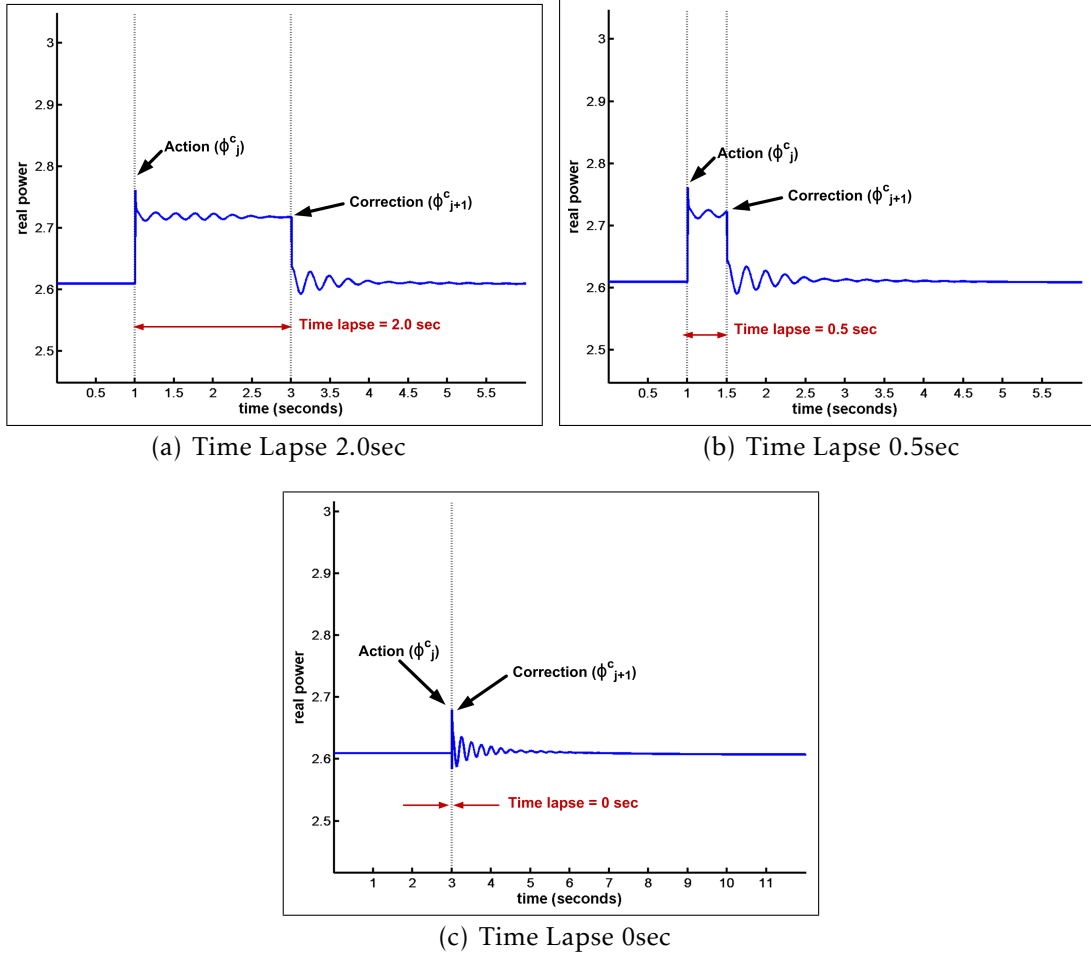 3
2.9
2.8
2.7
2.6
2.5
real power
Action (ϕ^c_j)
Correction (ϕ^c_{j+1})
Time lapse = 2.0 sec
0.5 1 1.5 2 2.5 3 3.5 4 4.5 5 5.5
time (seconds)
(a) Time Lapse 2.0sec
3
2.9
2.8
2.7
2.6
2.5
real power
Action (ϕ^c_j)
Correction (ϕ^c_{j+1})
Time lapse = 0.5 sec
0.5 1 1.5 2 2.5 3 3.5 4 4.5 5 5.5
time (seconds)
(b) Time Lapse 0.5sec
3
2.9
2.8
2.7
2.6
2.5
real power
Action (ϕ^c_j)
Correction (ϕ^c_{j+1})
Time lapse = 0 sec
1 2 3 4 5 6 7 8 9 10 11
time (seconds)
(c) Time Lapse 0sec